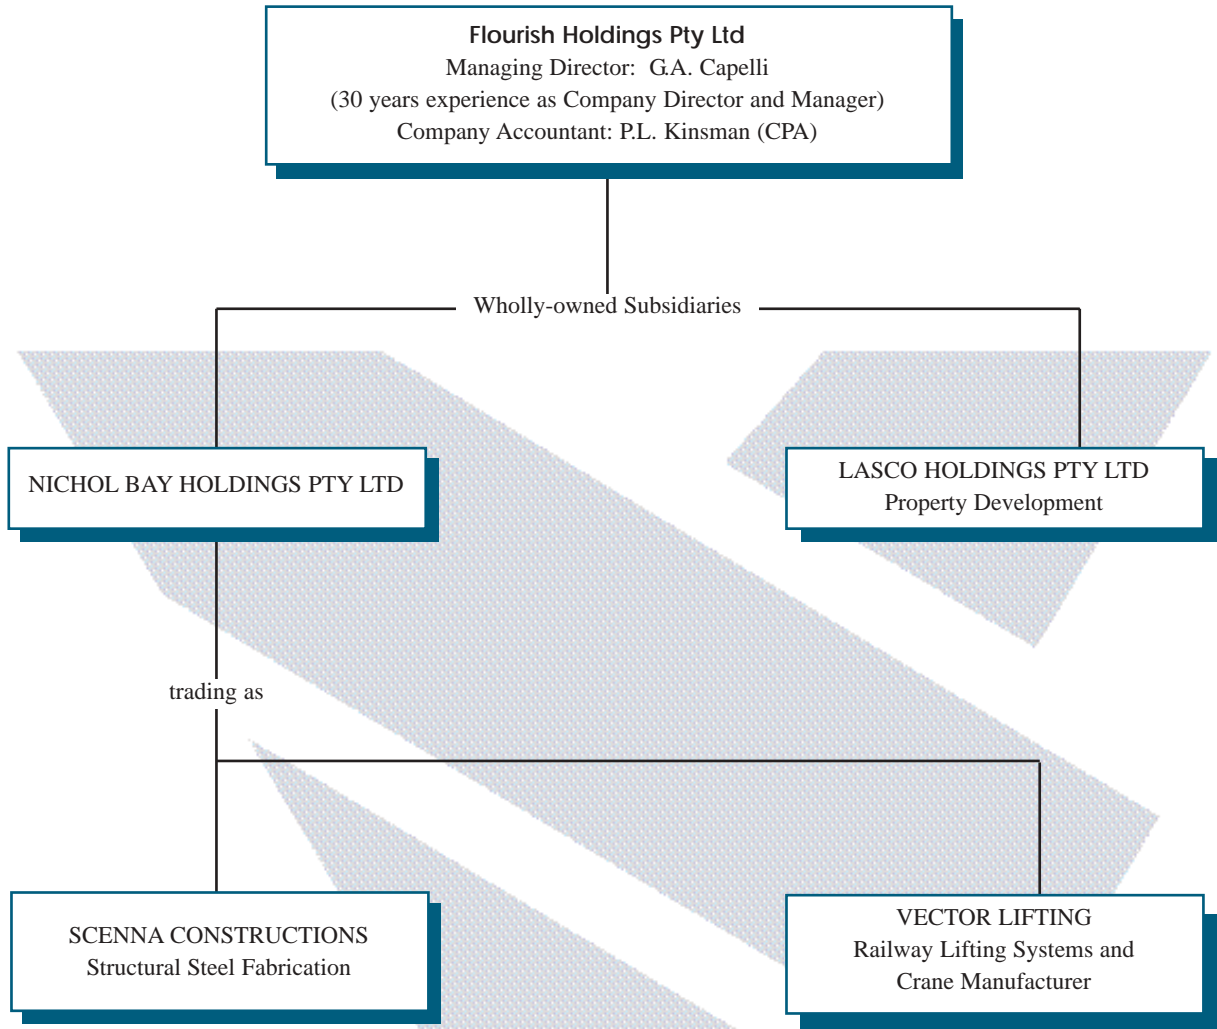 Flourish Holdings Pty Ltd
Managing Director:  G.A. Capelli
(30 years experience as Company Director and Manager)
Company Accountant: P.L. Kinsman (CPA)
Wholly-owned Subsidiaries
NICHOL BAY HOLDINGS PTY LTD
LASCO HOLDINGS PTY LTD
Property Development
trading as
SCENNA CONSTRUCTIONS
Structural Steel Fabrication
VECTOR LIFTING
Railway Lifting Systems and
Crane Manufacturer